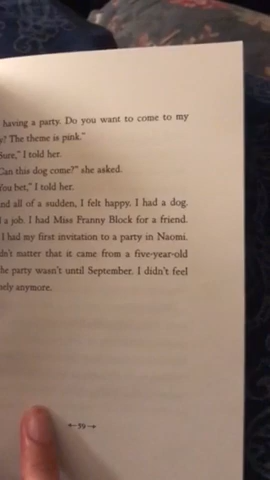 having a party. Do you want to come to my
? The theme is pink."
Sure," I told her.
Can this dog come?" she asked.
You bet," I told her.
nd all of a sudden, I felt happy. I had a dog.
a job. I had Miss Franny Block for a friend.
I had my first invitation to a party in Naomi.
dn't matter that it came from a five-year-old
he party wasn't until September. I didn't feel
nely anymore.
59